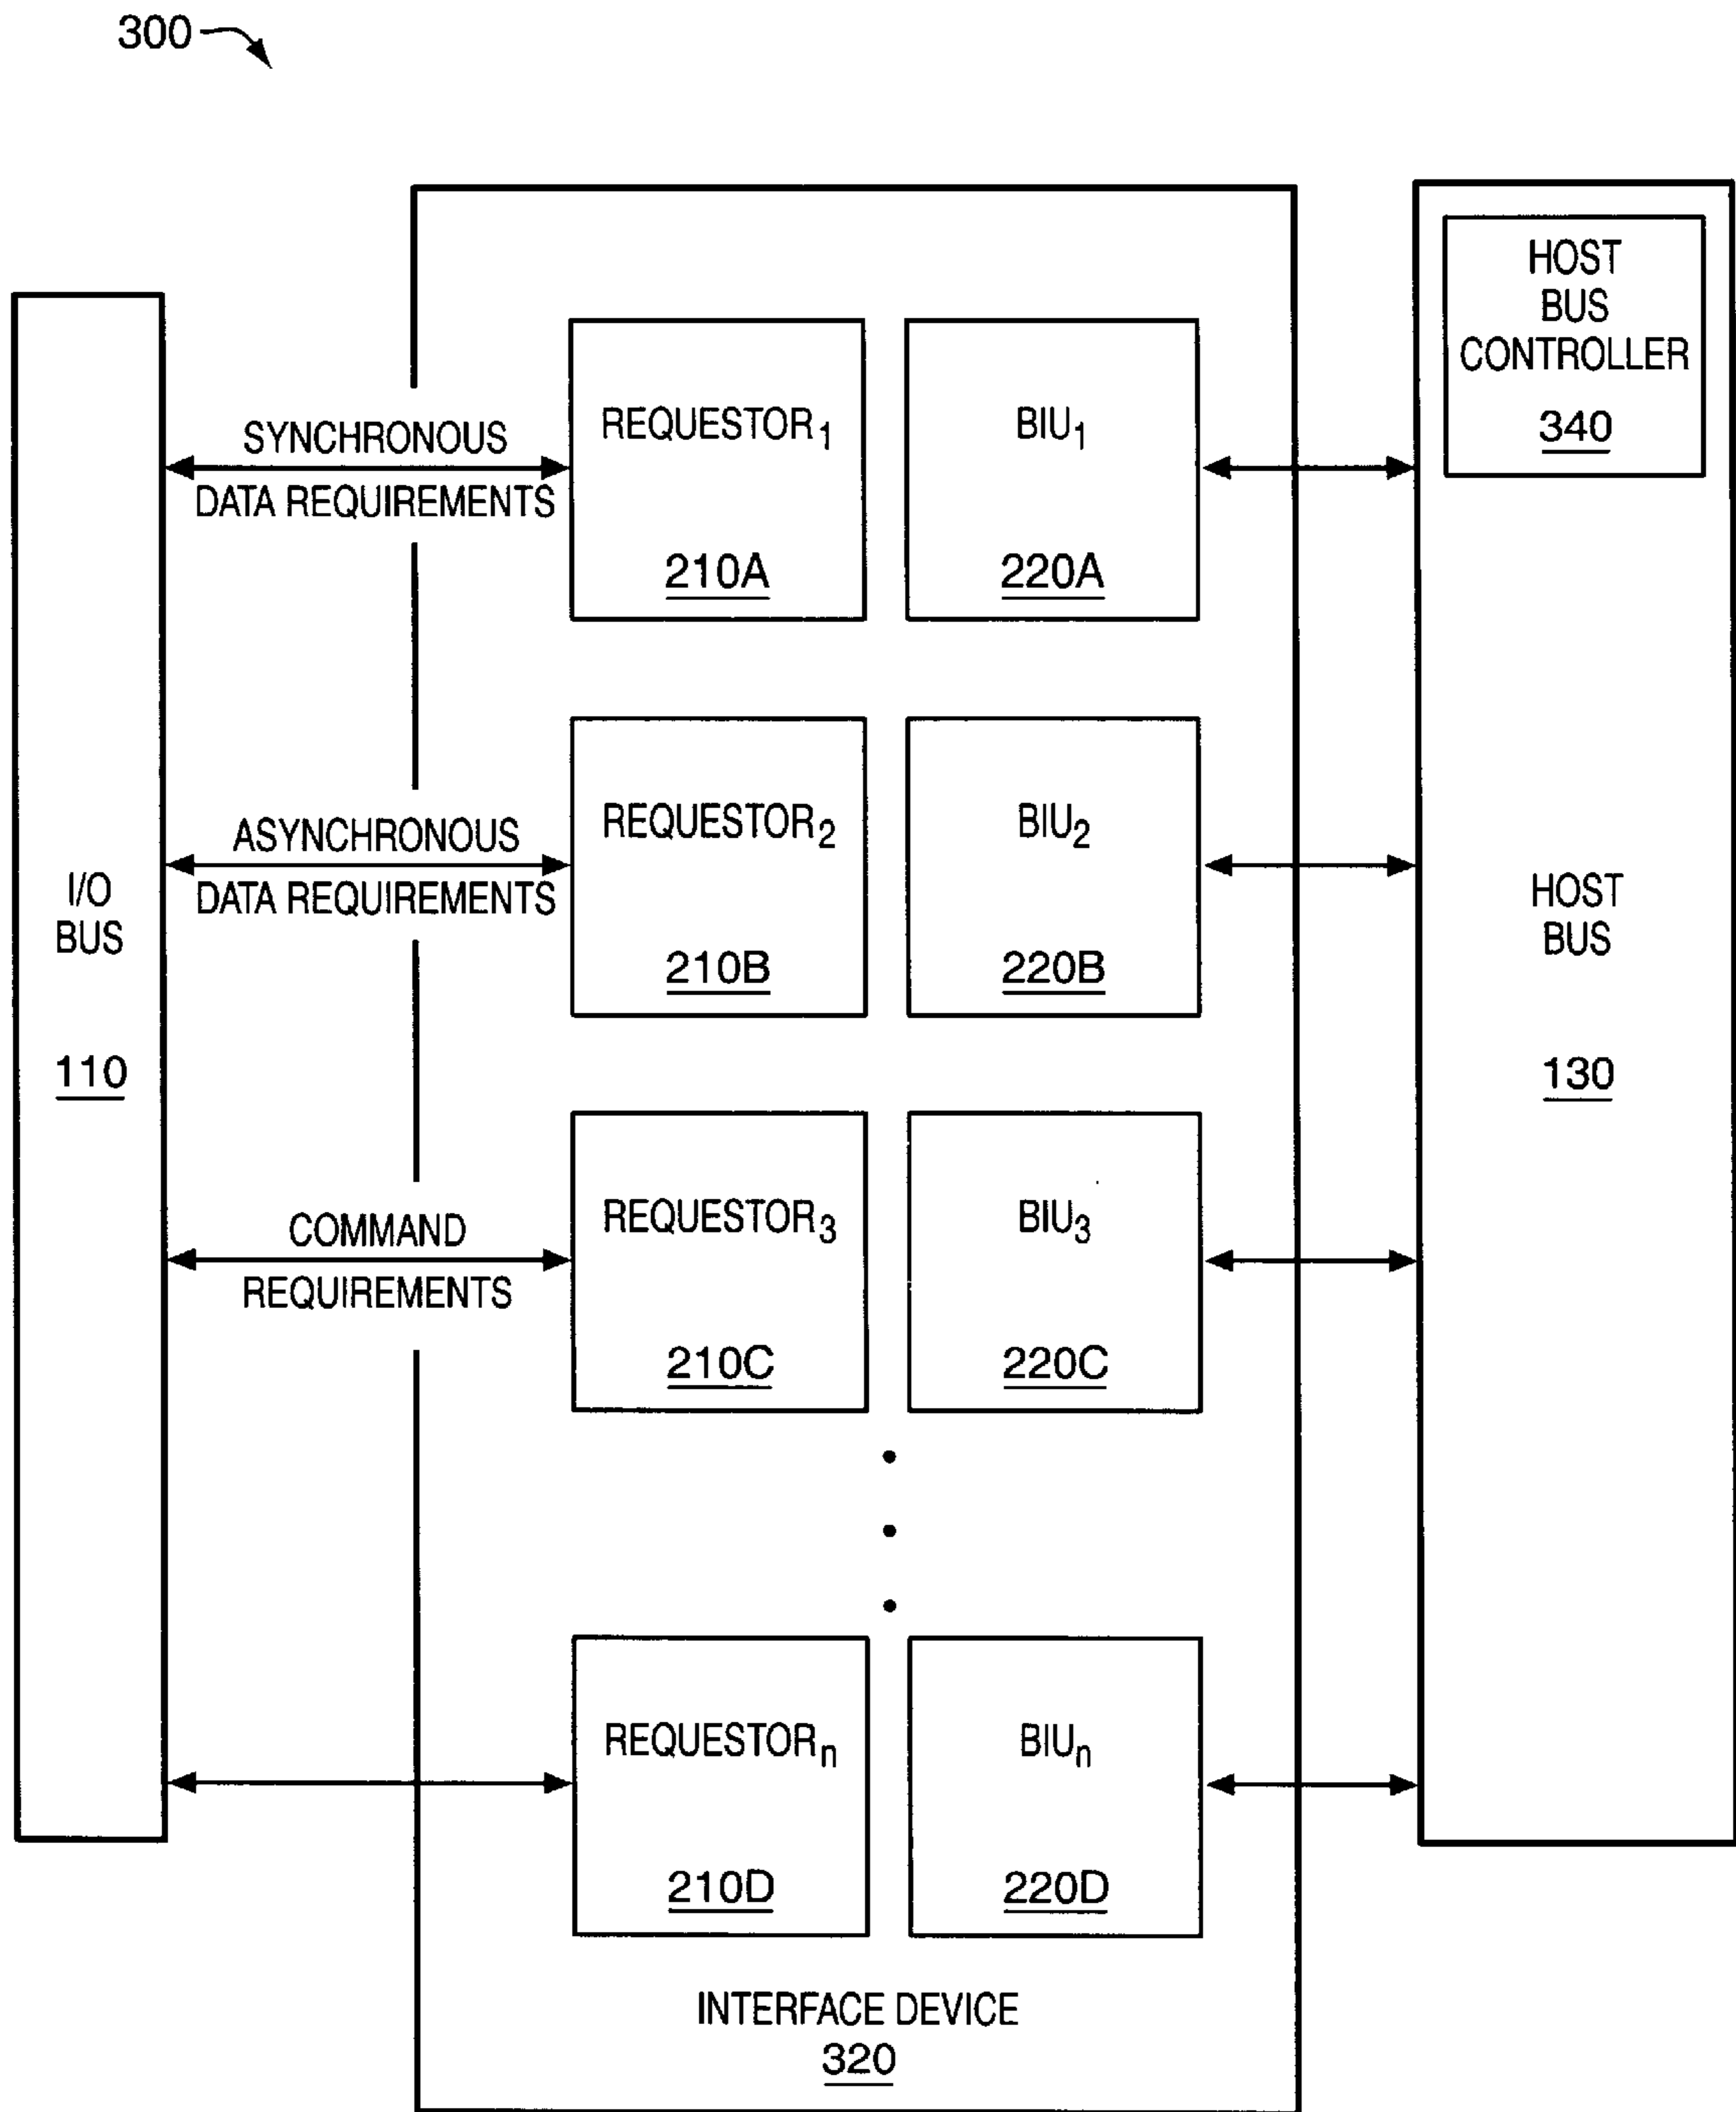 300
HOST
BUS
CONTROLLER
340
SYNCHRONOUS
DATA REQUIREMENTS
REQUESTOR₁
210A
BIU₁
220A
ASYNCHRONOUS
DATA REQUIREMENTS
REQUESTOR₂
210B
BIU₂
220B
I/O
BUS
110
HOST
BUS
130
COMMAND
REQUIREMENTS
REQUESTOR₃
210C
BIU₃
220C
REQUESTORₙ
210D
BIUₙ
220D
INTERFACE DEVICE
320